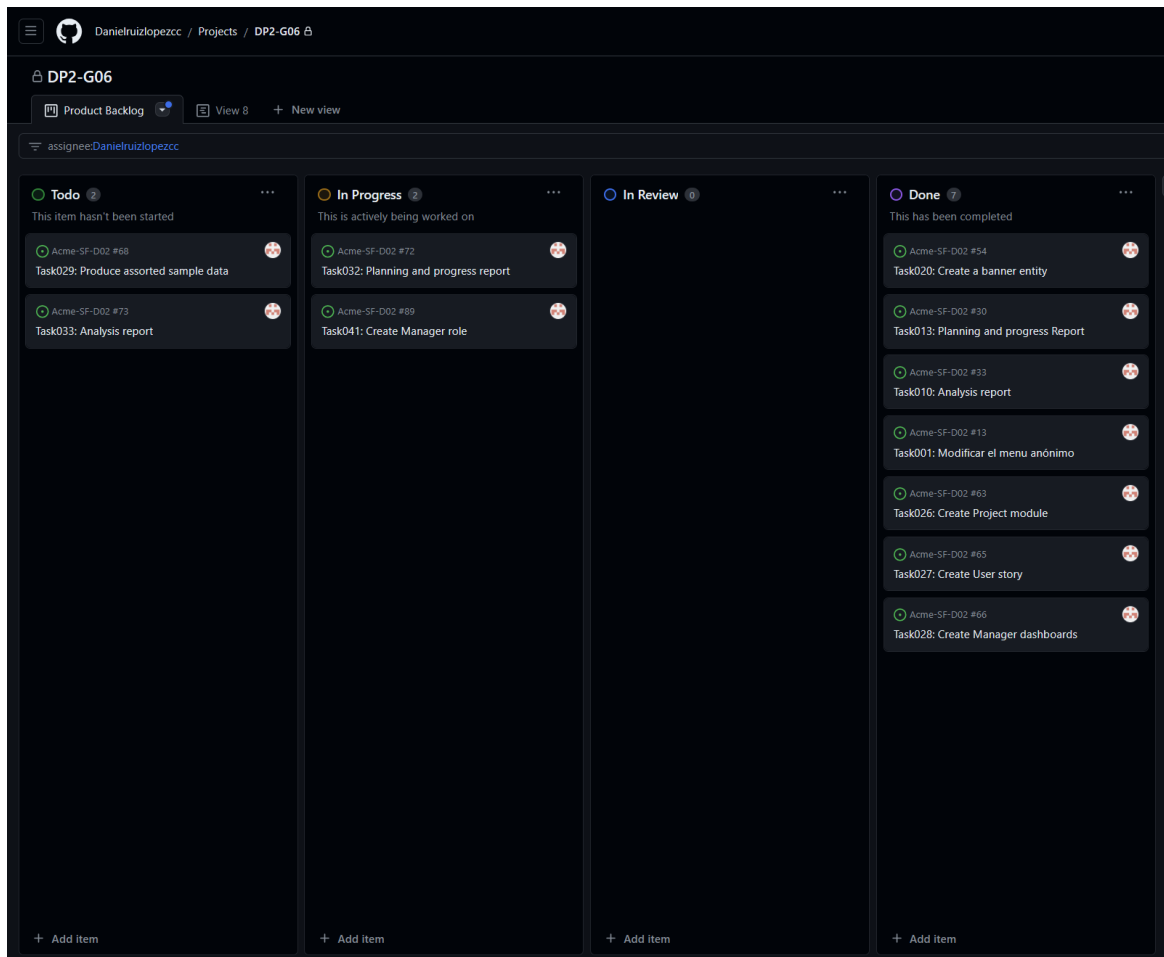 Danielruizlopezcc / Projects / DP2-G06
DP2-G06
Product Backlog
View 8
+ New view
assignee:Danielruizlopezcc
Todo 2
This item hasn't been started
Acme-SF-D02 #68
Task029: Produce assorted sample data
Acme-SF-D02 #73
Task033: Analysis report
+ Add item
In Progress 2
This is actively being worked on
Acme-SF-D02 #72
Task032: Planning and progress report
Acme-SF-D02 #89
Task041: Create Manager role
+ Add item
In Review 0
+ Add item
Done 7
This has been completed
Acme-SF-D02 #54
Task020: Create a banner entity
Acme-SF-D02 #30
Task013: Planning and progress Report
Acme-SF-D02 #33
Task010: Analysis report
Acme-SF-D02 #13
Task001: Modificar el menu anónimo
Acme-SF-D02 #63
Task026: Create Project module
Acme-SF-D02 #65
Task027: Create User story
Acme-SF-D02 #66
Task028: Create Manager dashboards
+ Add item